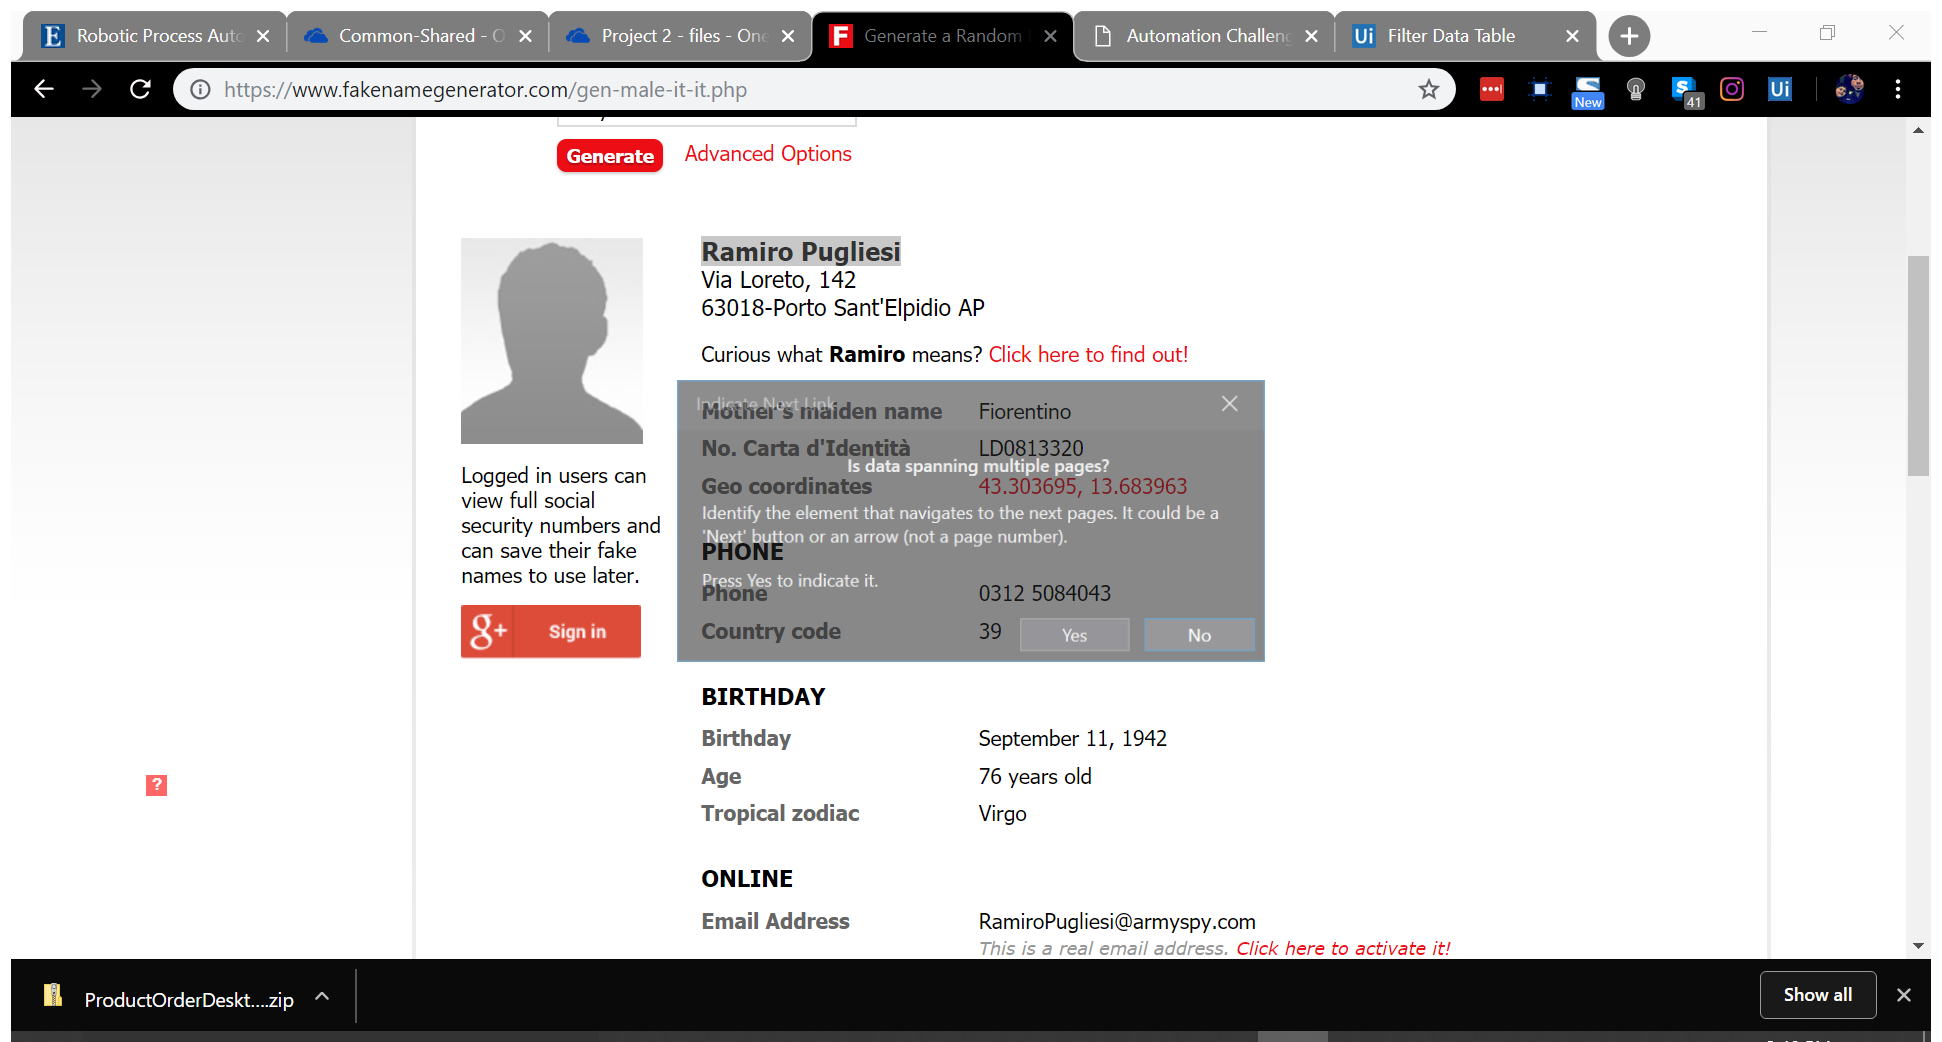 Robotic Process Auto
Common-Shared - O
Project 2 - files - One
Generate a Random
Automation Challeng
Ui Filter Data Table
https://www.fakenamegenerator.com/gen-male-it-it.php
New
41
Ui
Generate
Advanced Options
Ramiro Pugliesi
Via Loreto, 142
63018-Porto Sant'Elpidio AP
Curious what Ramiro means? Click here to find out!
Indicate Next Link
Mother's maiden name Fiorentino
No. Carta d'Identità LD0813320
Is data spanning multiple pages?
Geo coordinates 43.303695, 13.683963
Identify the element that navigates to the next pages. It could be a
'Next' button or an arrow (not a page number).
PHONE
Press Yes to indicate it.
Phone 0312 5084043
Country code 39
Yes
No
Logged in users can
view full social
security numbers and
can save their fake
names to use later.
g+ Sign in
BIRTHDAY
Birthday September 11, 1942
Age 76 years old
Tropical zodiac Virgo
?
ONLINE
Email Address RamiroPugliesi@armyspy.com
This is a real email address. Click here to activate it!
ProductOrderDeskt....zip
Show all